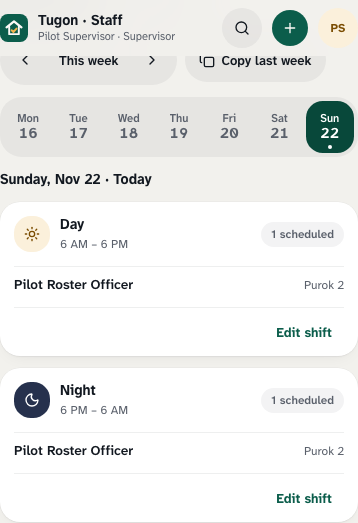 Tugon · Staff
Pilot Supervisor · Supervisor
PS
This week
Copy last week
Mon Tue Wed Thu Fri Sat Sun
16 17 18 19 20 21 22
Sunday, Nov 22 · Today
Day
6 AM – 6 PM
1 scheduled
Pilot Roster Officer
Purok 2
Edit shift
Night
6 PM – 6 AM
1 scheduled
Pilot Roster Officer
Purok 2
Edit shift